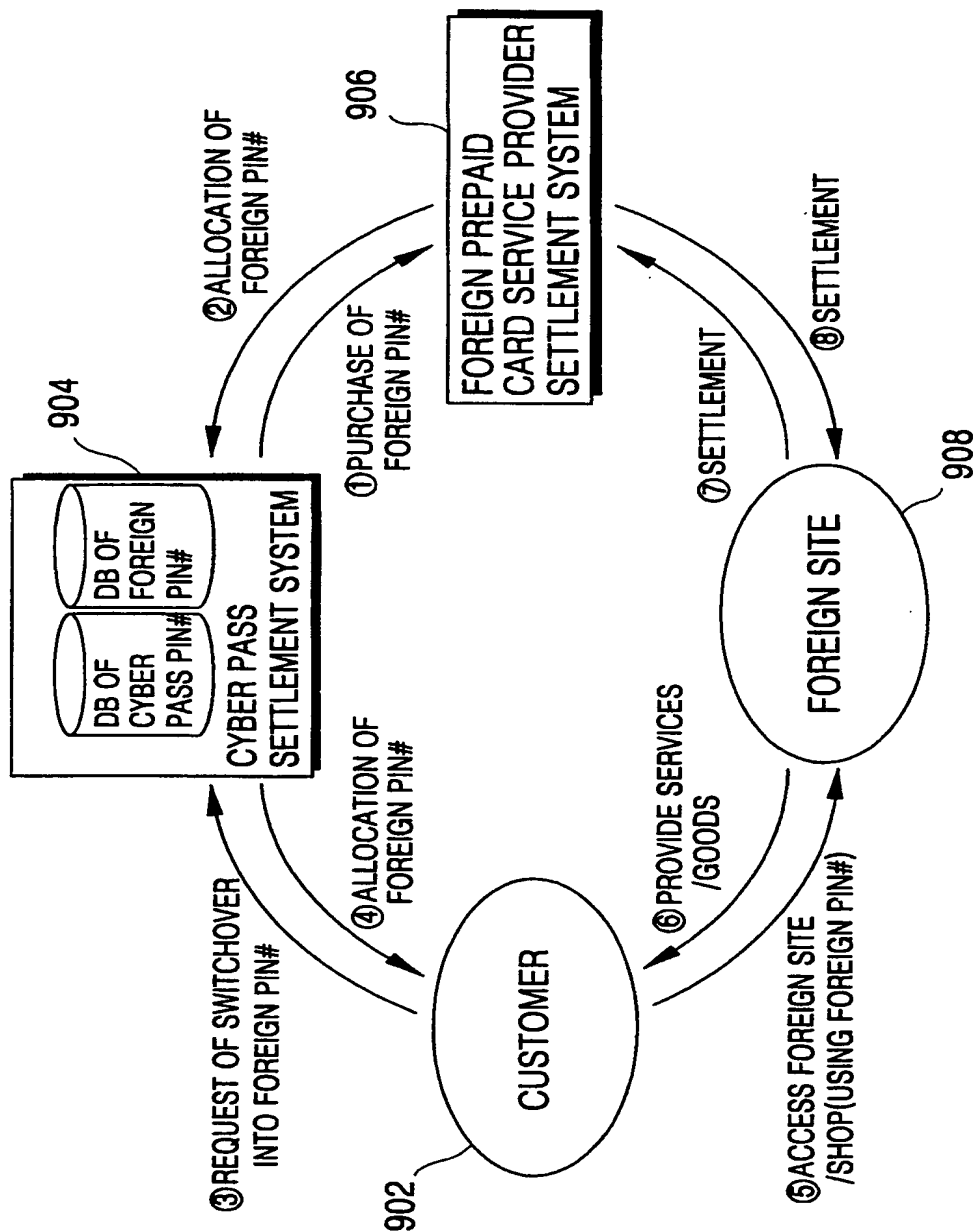 904
DB OF
CYBER
PASS PIN#
DB OF
FOREIGN
PIN#
CYBER PASS
SETTLEMENT SYSTEM
②ALLOCATION OF
FOREIGN PIN#
①PURCHASE OF
FOREIGN PIN#
906
FOREIGN PREPAID
CARD SERVICE PROVIDER
SETTLEMENT SYSTEM
③REQUEST OF SWITCHOVER
INTO FOREIGN PIN#
④ALLOCATION OF
FOREIGN PIN#
902
CUSTOMER
⑤ACCESS FOREIGN SITE
/SHOP(USING FOREIGN PIN#)
⑥PROVIDE SERVICES
/GOODS
FOREIGN SITE
908
⑦SETTLEMENT
⑧SETTLEMENT